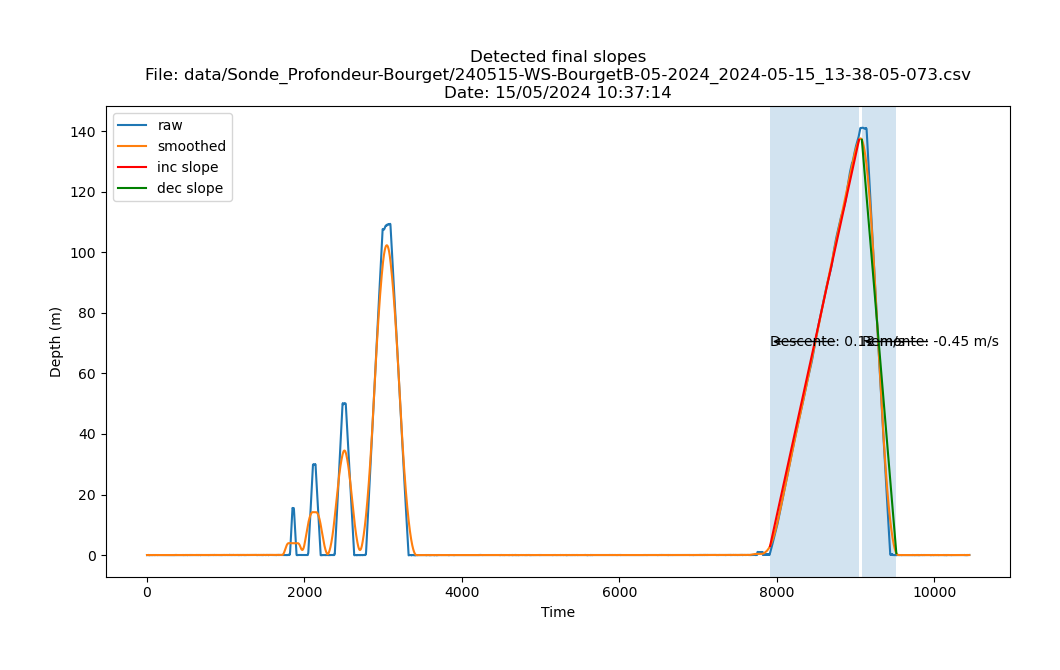 Detected final slopes
File: data/Sonde_Profondeur-Bourget/240515-WS-BourgetB-05-2024_2024-05-15_13-38-05-073.csv
Date: 15/05/2024 10:37:14
raw
smoothed
inc slope
dec slope
140
120
100
80
60
40
20
0
Depth (m)
Descente: m/s
Remonte: -0.45 m/s
0
2000
4000
6000
8000
10000
Time